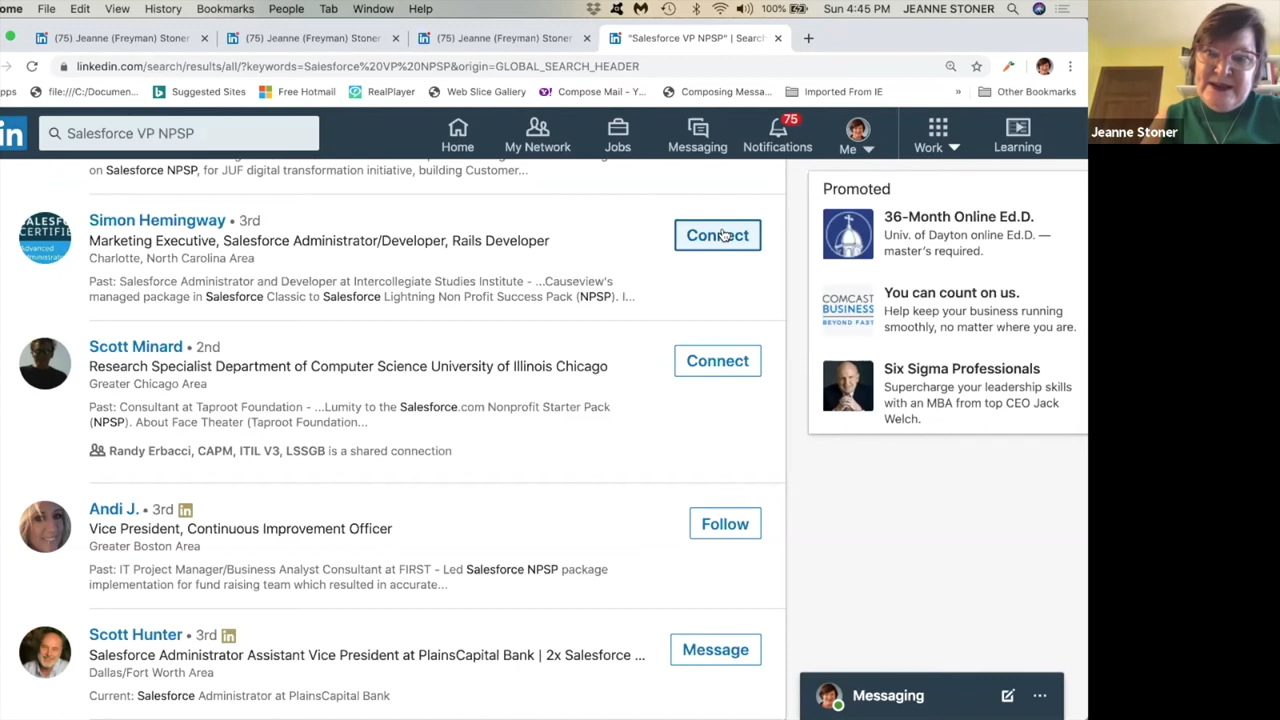 ome File Edit View History Bookmarks People Tab Window Help 100% Sun 4:45 PM JEANNE STONER
(75) Jeanne (Freyman) Stoner × (75) Jeanne (Freyman) Stoner × (75) Jeanne (Freyman) Stoner × "Salesforce VP NPSP" | Search × +
linkedin.com/search/results/all/?keywords=Salesforce%20VP%20NPSP&origin=GLOBAL_SEARCH_HEADER
pps file:///C:/Documen... Suggested Sites Free Hotmail RealPlayer Web Slice Gallery Compose Mail - Y... Composing Messa... Imported From IE » Other Bookmarks
in Salesforce VP NPSP
Home My Network Jobs Messaging 75 Notifications Me Work Learning
Jeanne Stoner
on Salesforce NPSP, for JUF digital transformation initiative, building Customer...
SALESF
CERTIFIE
Advanced
Administrat
Simon Hemingway • 3rd
Marketing Executive, Salesforce Administrator/Developer, Rails Developer
Charlotte, North Carolina Area
Past: Salesforce Administrator and Developer at Intercollegiate Studies Institute - ...Causeview's
managed package in Salesforce Classic to Salesforce Lightning Non Profit Success Pack (NPSP). I...
Connect
Scott Minard • 2nd
Research Specialist Department of Computer Science University of Illinois Chicago
Greater Chicago Area
Past: Consultant at Taproot Foundation - ...Lumity to the Salesforce.com Nonprofit Starter Pack
(NPSP). About Face Theater (Taproot Foundation...
Randy Erbacci, CAPM, ITIL V3, LSSGB is a shared connection
Connect
Andi J. • 3rd in
Vice President, Continuous Improvement Officer
Greater Boston Area
Past: IT Project Manager/Business Analyst Consultant at FIRST - Led Salesforce NPSP package
implementation for fund raising team which resulted in accurate...
Follow
Scott Hunter • 3rd in
Salesforce Administrator Assistant Vice President at PlainsCapital Bank | 2x Salesforce ...
Dallas/Fort Worth Area
Current: Salesforce Administrator at PlainsCapital Bank
Message
Promoted
36-Month Online Ed.D.
Univ. of Dayton online Ed.D. —
master's required.
COMCAST
BUSINESS
BEYOND FAST
You can count on us.
Help keep your business running
smoothly, no matter where you are.
Six Sigma Professionals
Supercharge your leadership skills
with an MBA from top CEO Jack
Welch.
Messaging